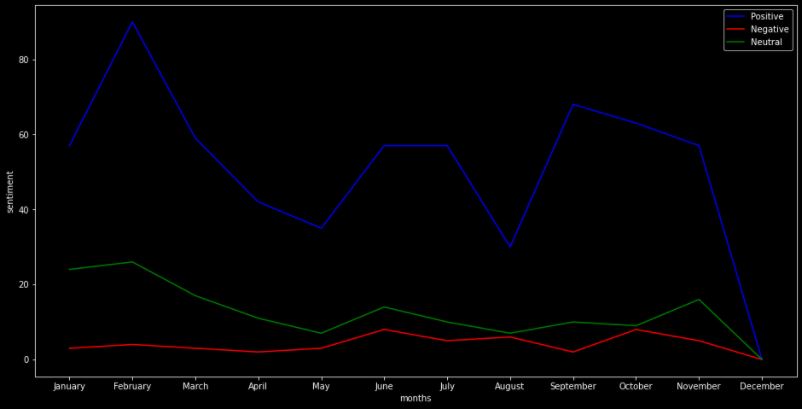 Positive
Negative
Neutral
80
60
40
20
0
sentiment
January February March April May June July August September October November December
months